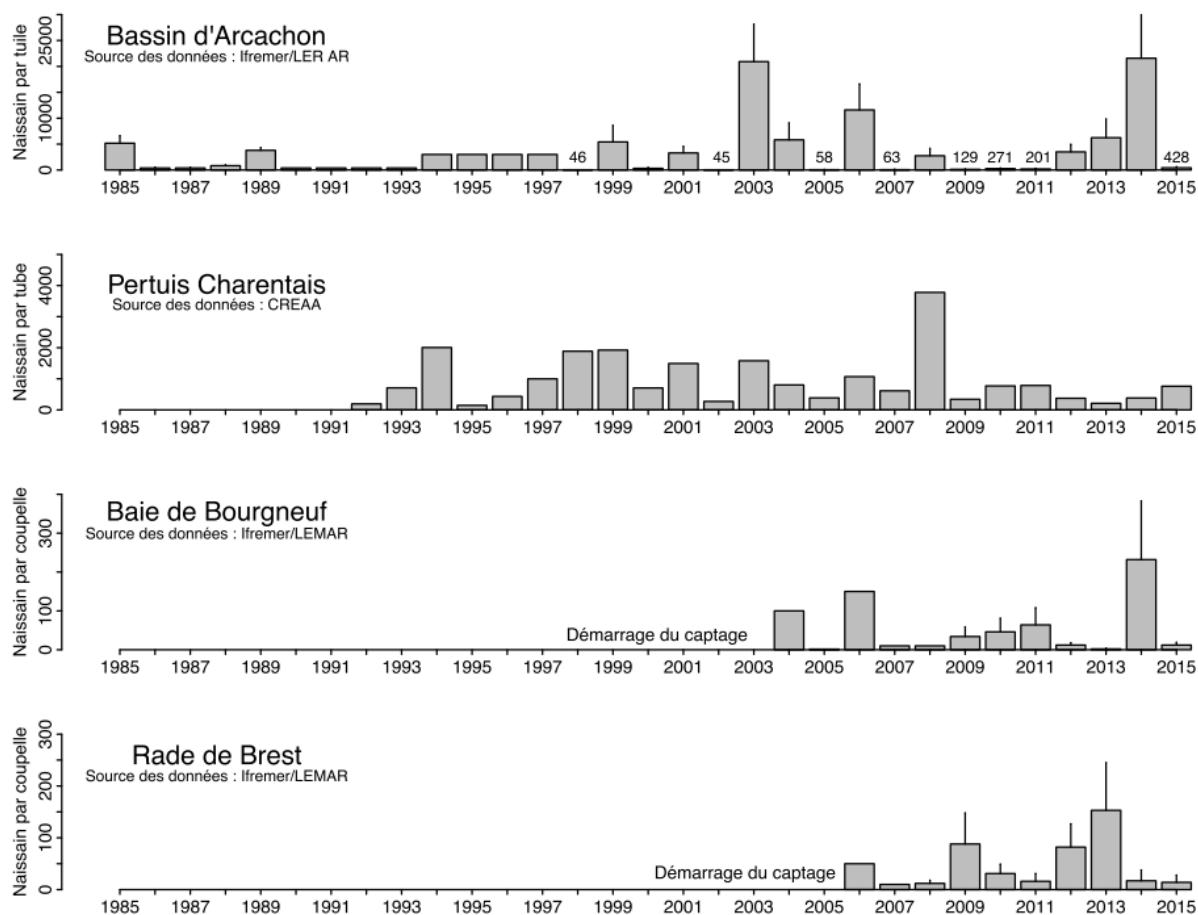 Bassin d'Arcachon
Source des données : Ifremer/LER AR
Naissain par tuile
0 10000 25000
46 45 58 63 129 271 201 428
1985 1987 1989 1991 1993 1995 1997 1999 2001 2003 2005 2007 2009 2011 2013 2015
Pertuis Charentais
Source des données : CREAA
Naissain par tube
0 2000 4000
1985 1987 1989 1991 1993 1995 1997 1999 2001 2003 2005 2007 2009 2011 2013 2015
Baie de Bourgneuf
Source des données : Ifremer/LEMAR
Naissain par coupelle
0 100 300
Démarrage du captage
1985 1987 1989 1991 1993 1995 1997 1999 2001 2003 2005 2007 2009 2011 2013 2015
Rade de Brest
Source des données : Ifremer/LEMAR
Naissain par coupelle
0 100 200 300
Démarrage du captage
1985 1987 1989 1991 1993 1995 1997 1999 2001 2003 2005 2007 2009 2011 2013 2015